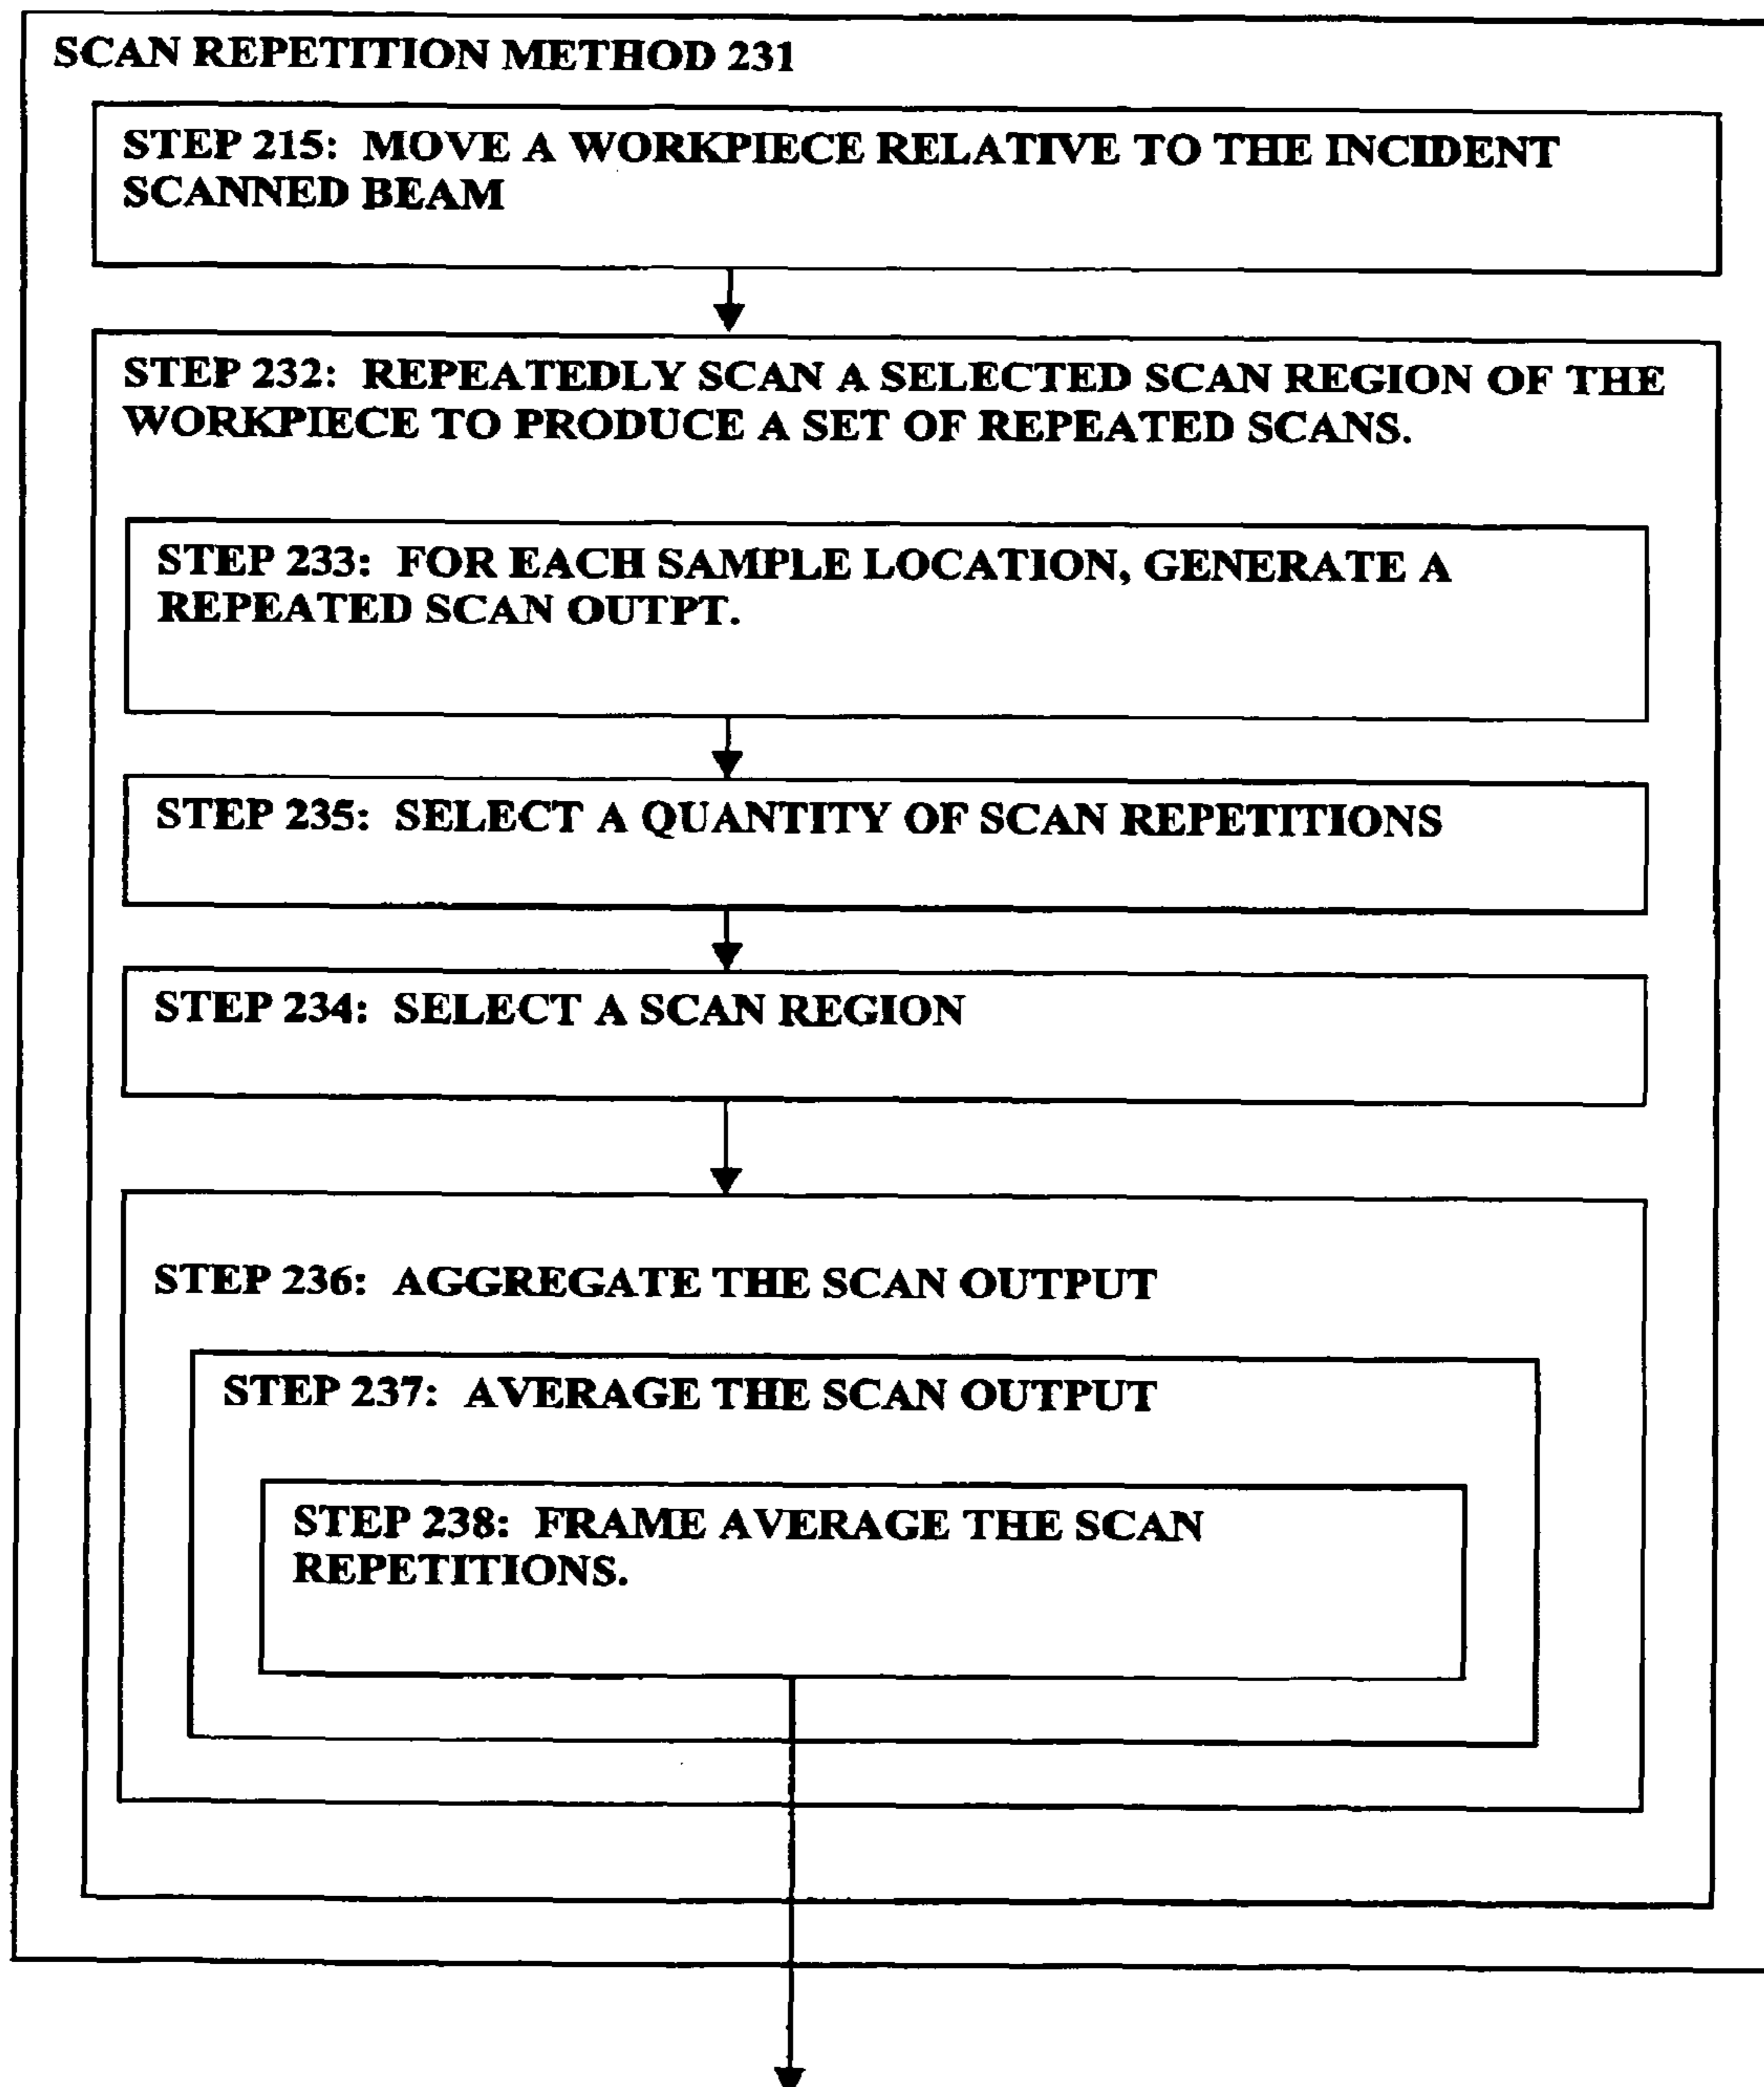 SCAN REPETITION METHOD 231
STEP 215: MOVE A WORKPIECE RELATIVE TO THE INCIDENT
SCANNED BEAM
STEP 232: REPEATEDLY SCAN A SELECTED SCAN REGION OF THE
WORKPIECE TO PRODUCE A SET OF REPEATED SCANS.
STEP 233: FOR EACH SAMPLE LOCATION, GENERATE A
REPEATED SCAN OUTPT.
STEP 235: SELECT A QUANTITY OF SCAN REPETITIONS
STEP 234: SELECT A SCAN REGION
STEP 236: AGGREGATE THE SCAN OUTPUT
STEP 237: AVERAGE THE SCAN OUTPUT
STEP 238: FRAME AVERAGE THE SCAN
REPETITIONS.